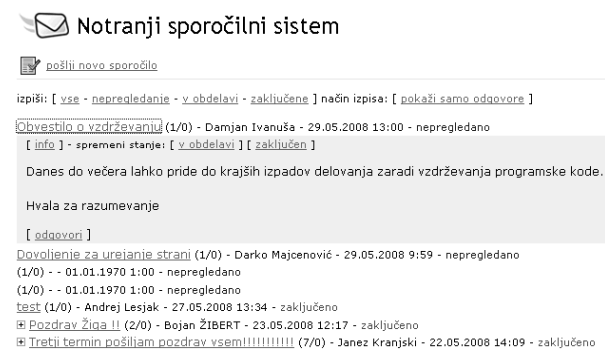 Notranji sporočilni sistem
pošlji novo sporočilo
izpiši: [ vse - nepregledanje - v obdelavi - zaključene ] način izpisa: [ pokaži samo odgovore ]
Obvestilo o vzdrževanju (1/0) - Damjan Ivanuša - 29.05.2008 13:00 - nepregledano
[ info ] - spremeni stanje: [ v obdelavi ] [ zaključen ]
Danes do večera lahko pride do krajših izpadov delovanja zaradi vzdrževanja programske kode.
Hvala za razumevanje
[ odgovori ]
Dovoljenje za urejanje strani (1/0) - Darko Majcenović - 29.05.2008 9:59 - nepregledano
(1/0) - - 01.01.1970 1:00 - nepregledano
(1/0) - - 01.01.1970 1:00 - nepregledano
test (1/0) - Andrej Lesjak - 27.05.2008 13:34 - zaključeno
Pozdrav Žiga !! (2/0) - Bojan ŽIBERT - 23.05.2008 12:17 - zaključeno
Tretji termin pošiljam pozdrav vsem!!!!!!!!!!! (7/0) - Janez Kranjski - 22.05.2008 14:09 - zaključeno